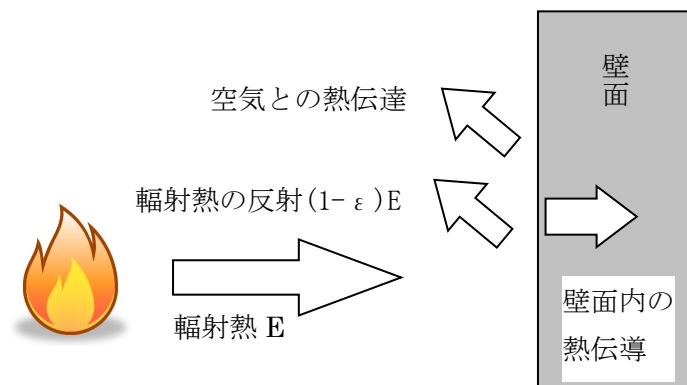 壁面
空気との熱伝達
輻射熱の反射(1-ε)E
輻射熱 E
壁面内の
熱伝導